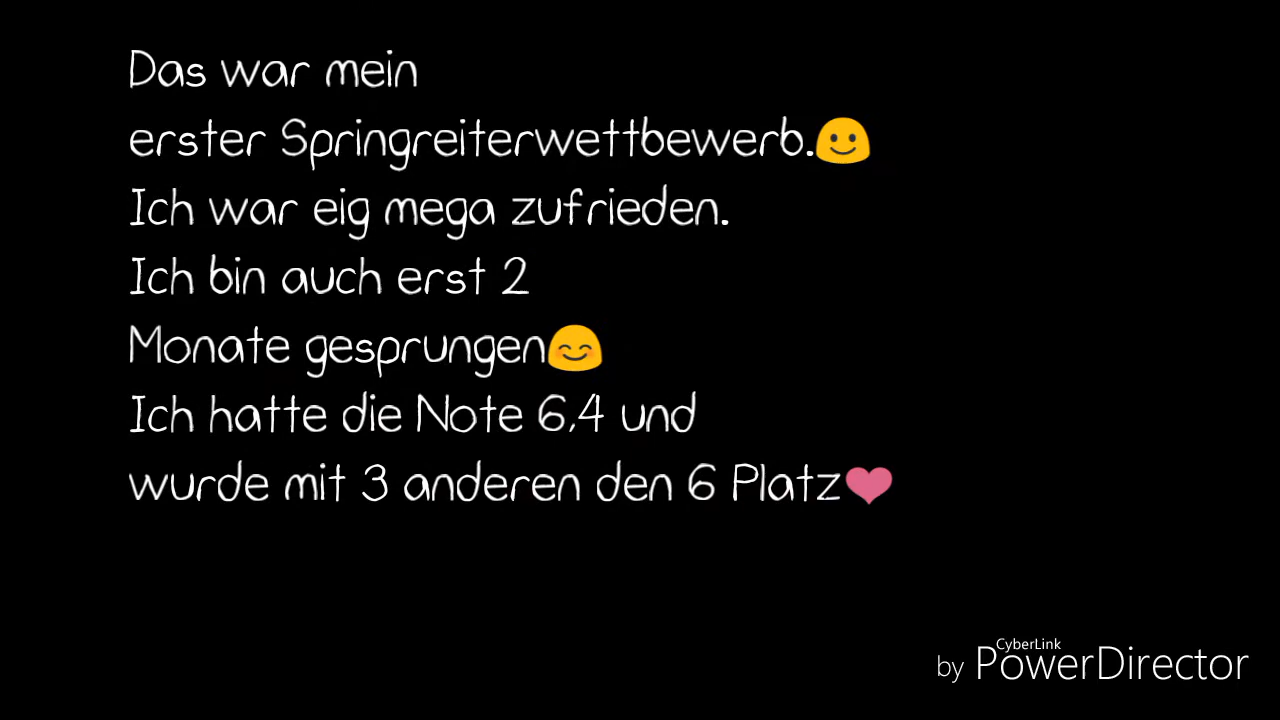 Das war mein
erster Springreiterwettbewerb.🙂
Ich war eig mega zufrieden.
Ich bin auch erst 2
Monate gesprungen😊
Ich hatte die Note 6,4 und
wurde mit 3 anderen den 6 Platz❤
CyberLink
by PowerDirector